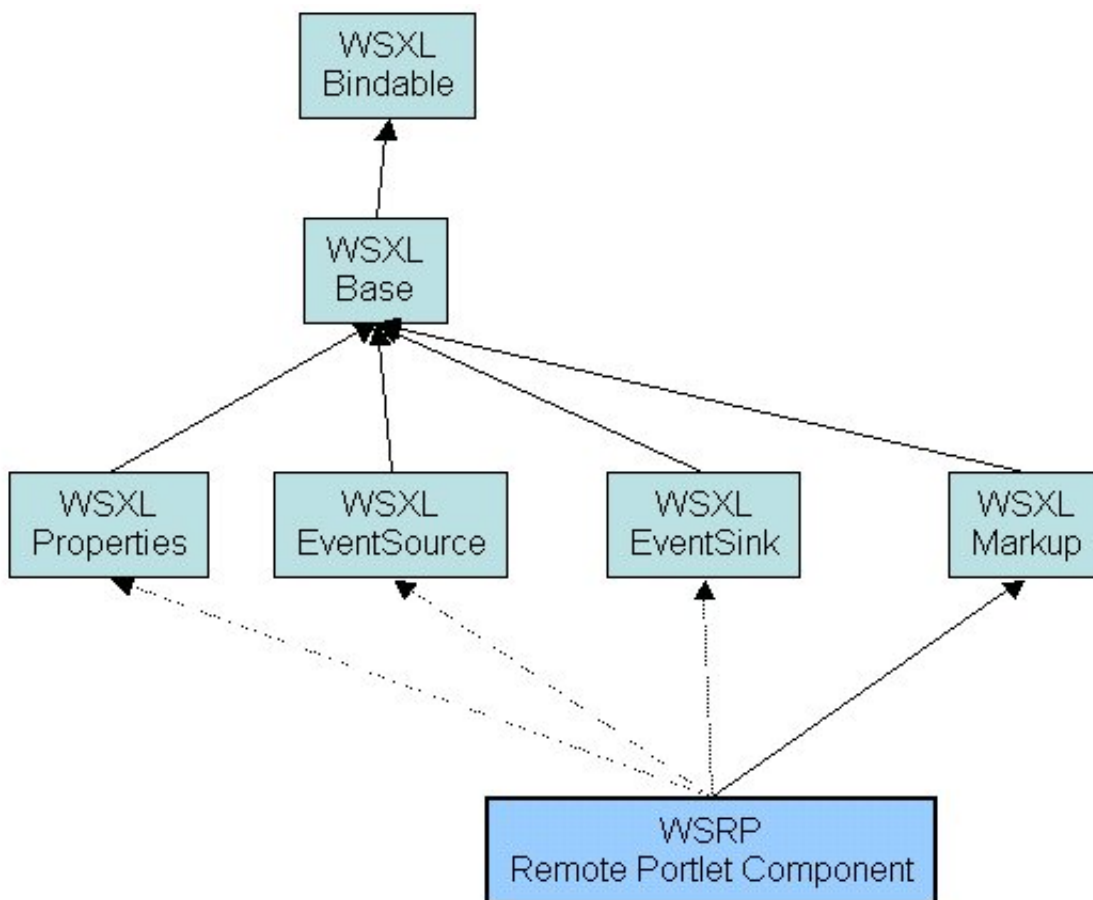 WSXL
Bindable
WSXL
Base
WSXL
Properties
WSXL
EventSource
WSXL
EventSink
WSXL
Markup
WSRP
Remote Portlet Component